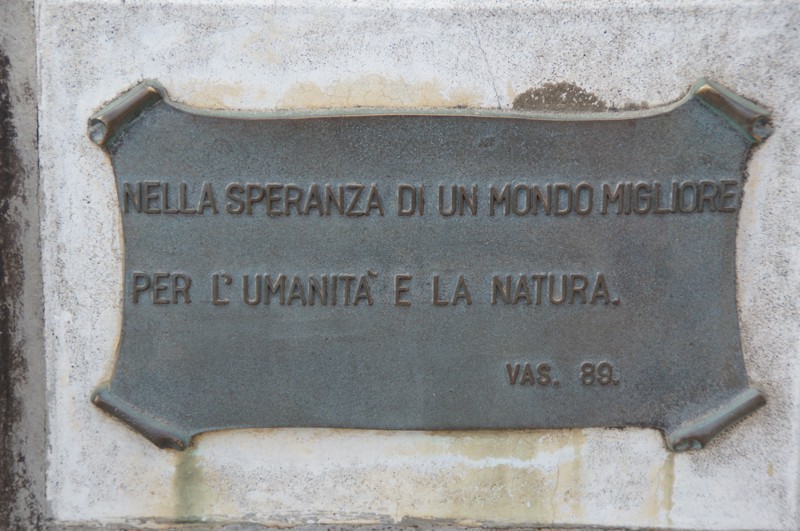 NELLA SPERANZA DI UN MONDO MIGLIORE
PER L'UMANITÀ E LA NATURA.
VAS. 89.